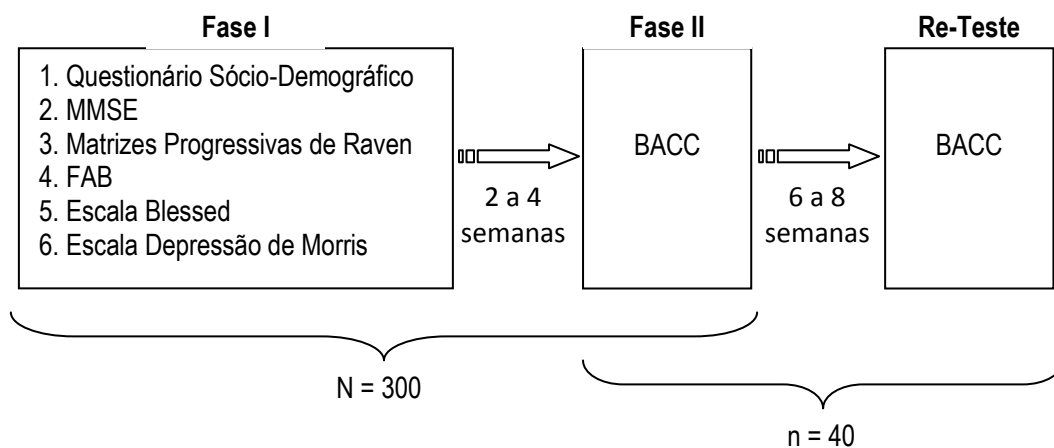 Fase I
1. Questionário Sócio-Demográfico
2. MMSE
3. Matrizes Progressivas de Raven
4. FAB
5. Escala Blessed
6. Escala Depressão de Morris
2 a 4
semanas
Fase II
BACC
6 a 8
semanas
Re-Teste
BACC
N = 300
n = 40